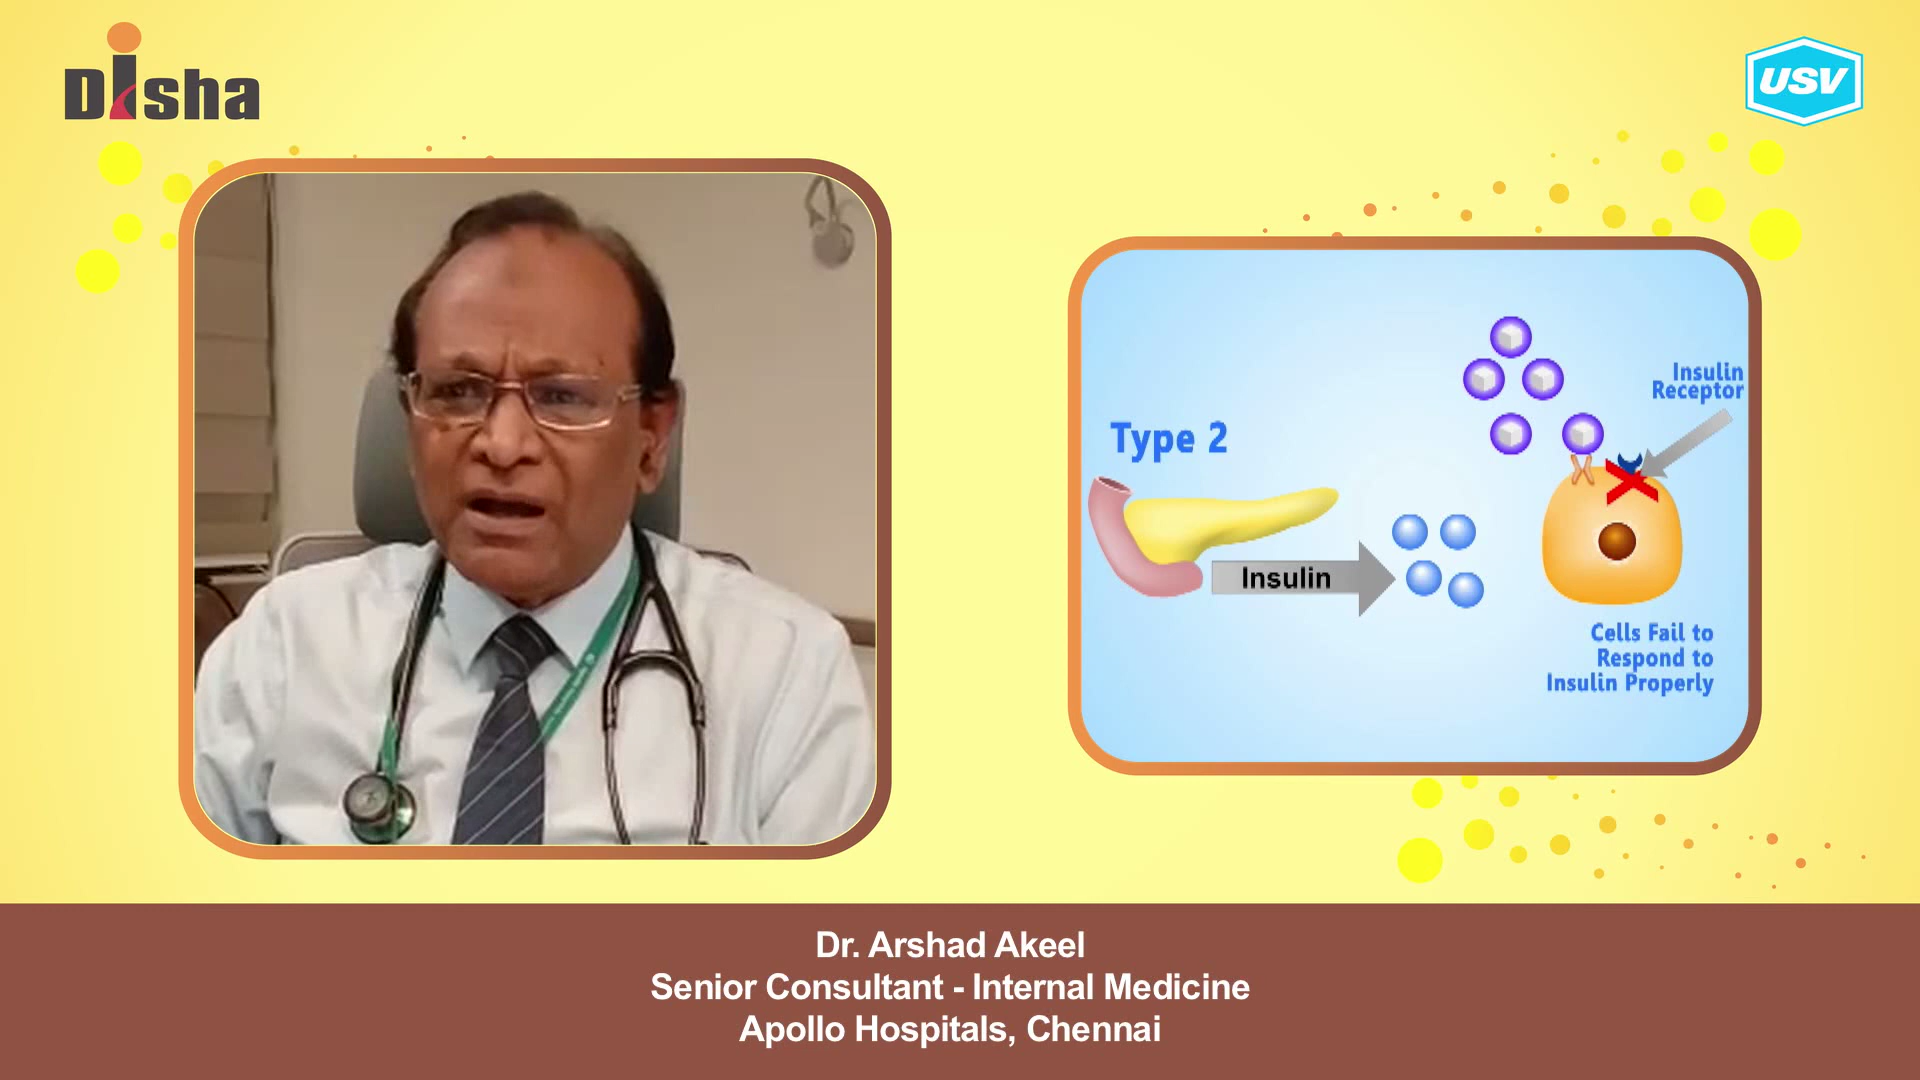 Disha
USV
Type 2
Insulin
Insulin
Receptor
Cells Fail to
Respond to
Insulin Properly
Dr. Arshad Akeel
Senior Consultant - Internal Medicine
Apollo Hospitals, Chennai